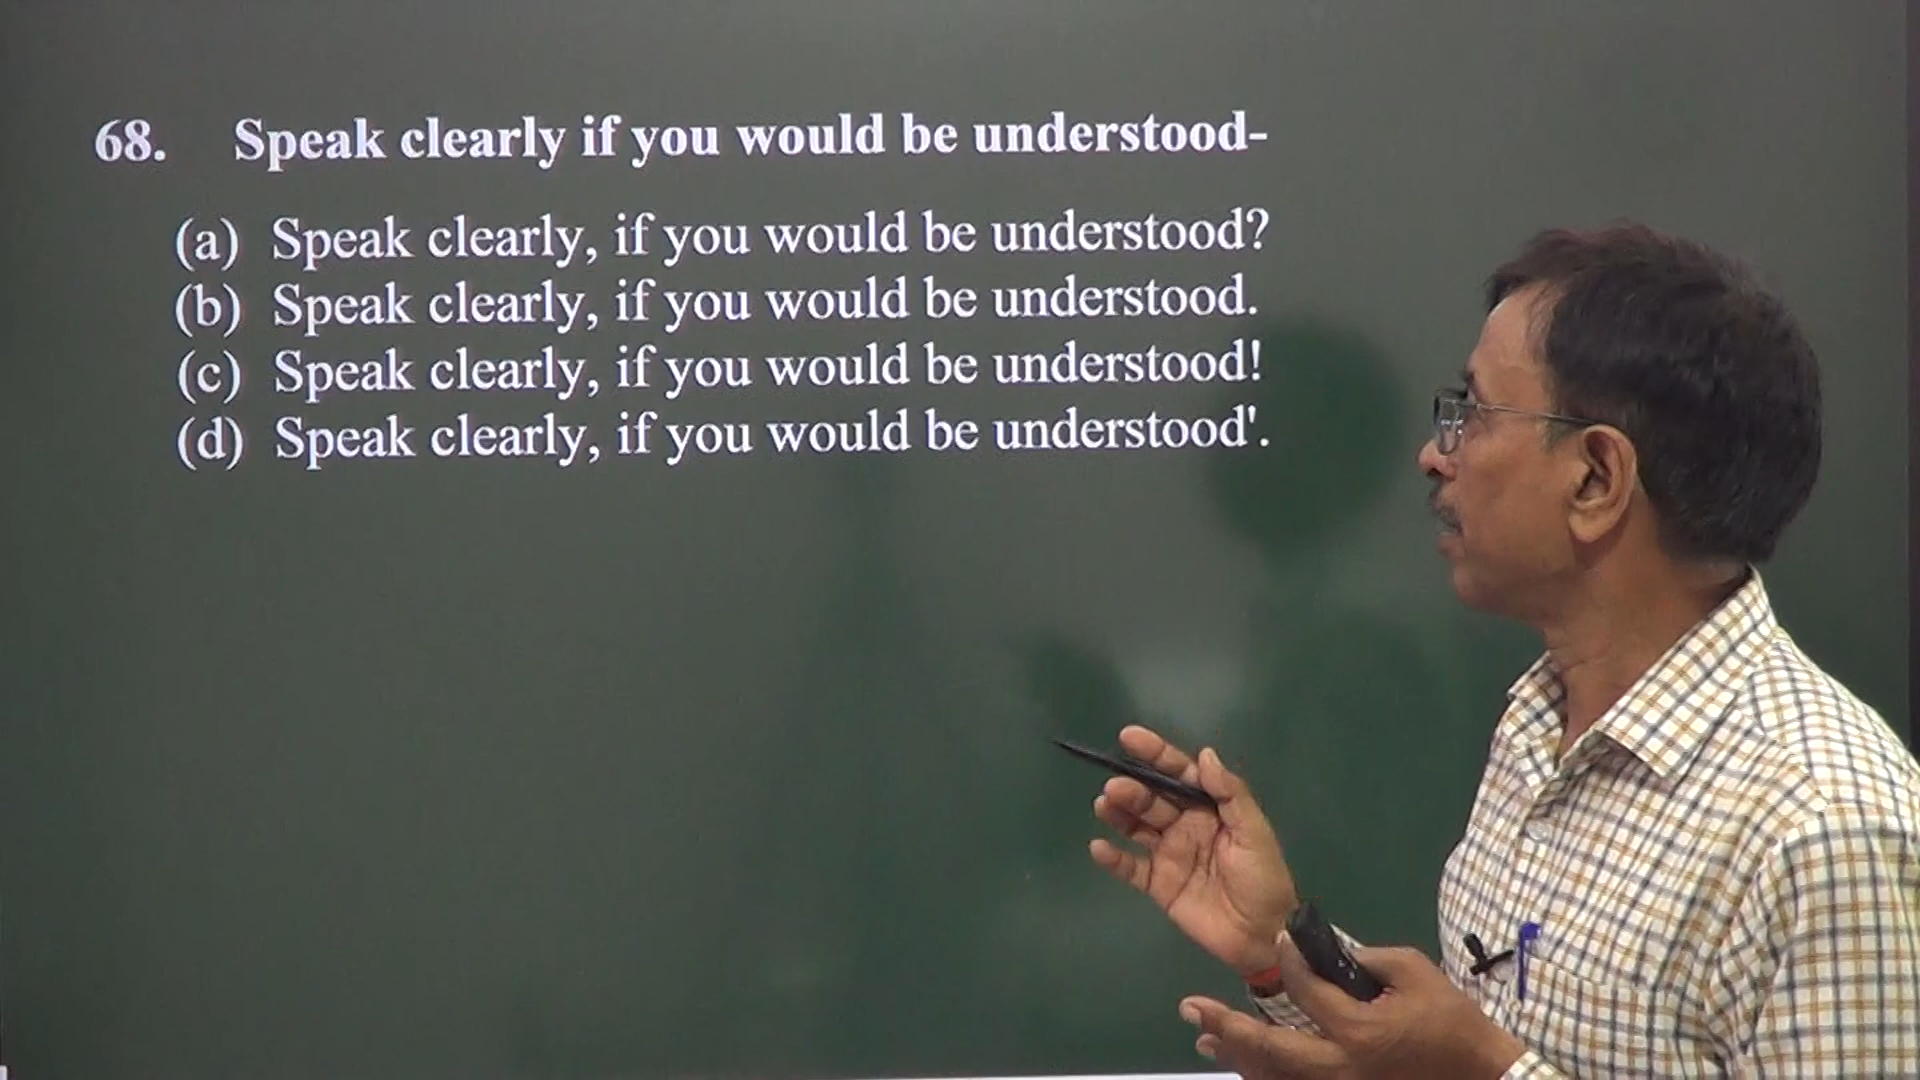 68. Speak clearly if you would be understood-
(a) Speak clearly, if you would be understood?
(b) Speak clearly, if you would be understood.
(c) Speak clearly, if you would be understood!
(d) Speak clearly, if you would be understood'.